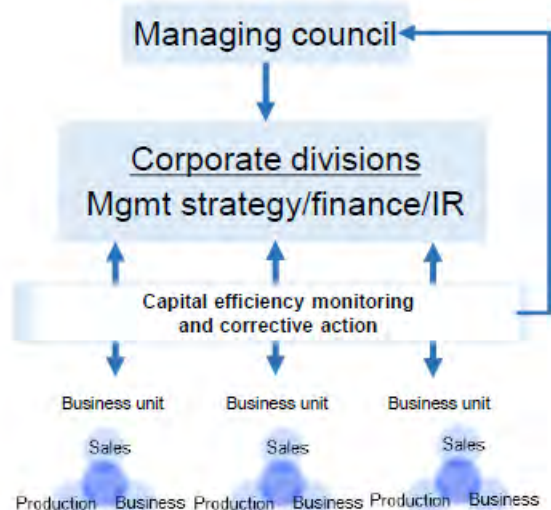 Managing council
Corporate divisions
Mgmt strategy/finance/IR
Capital efficiency monitoring
and corrective action
Business unit Business unit Business unit
Sales Sales Sales
Production Business Production Business Production Business